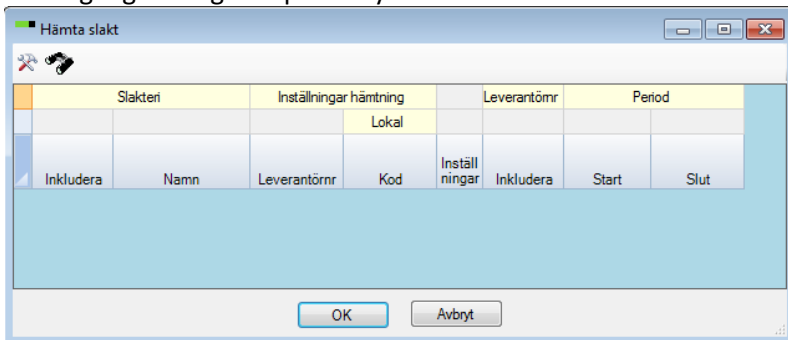 Hämta slakt
Slakteri Inställningar hämtning Leverantörnr Period
Lokal
Inkludera Namn Leverantörnr Kod Inställ ningar Inkludera Start Slut
OK Avbryt